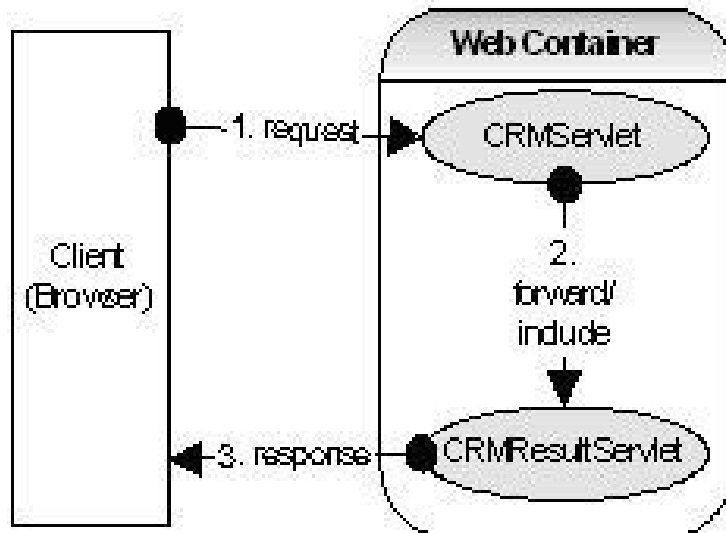 Web Container
1. request
CRMServlet
Client
(Browser)
2.
forward/
include
3. response
CRMResultServlet